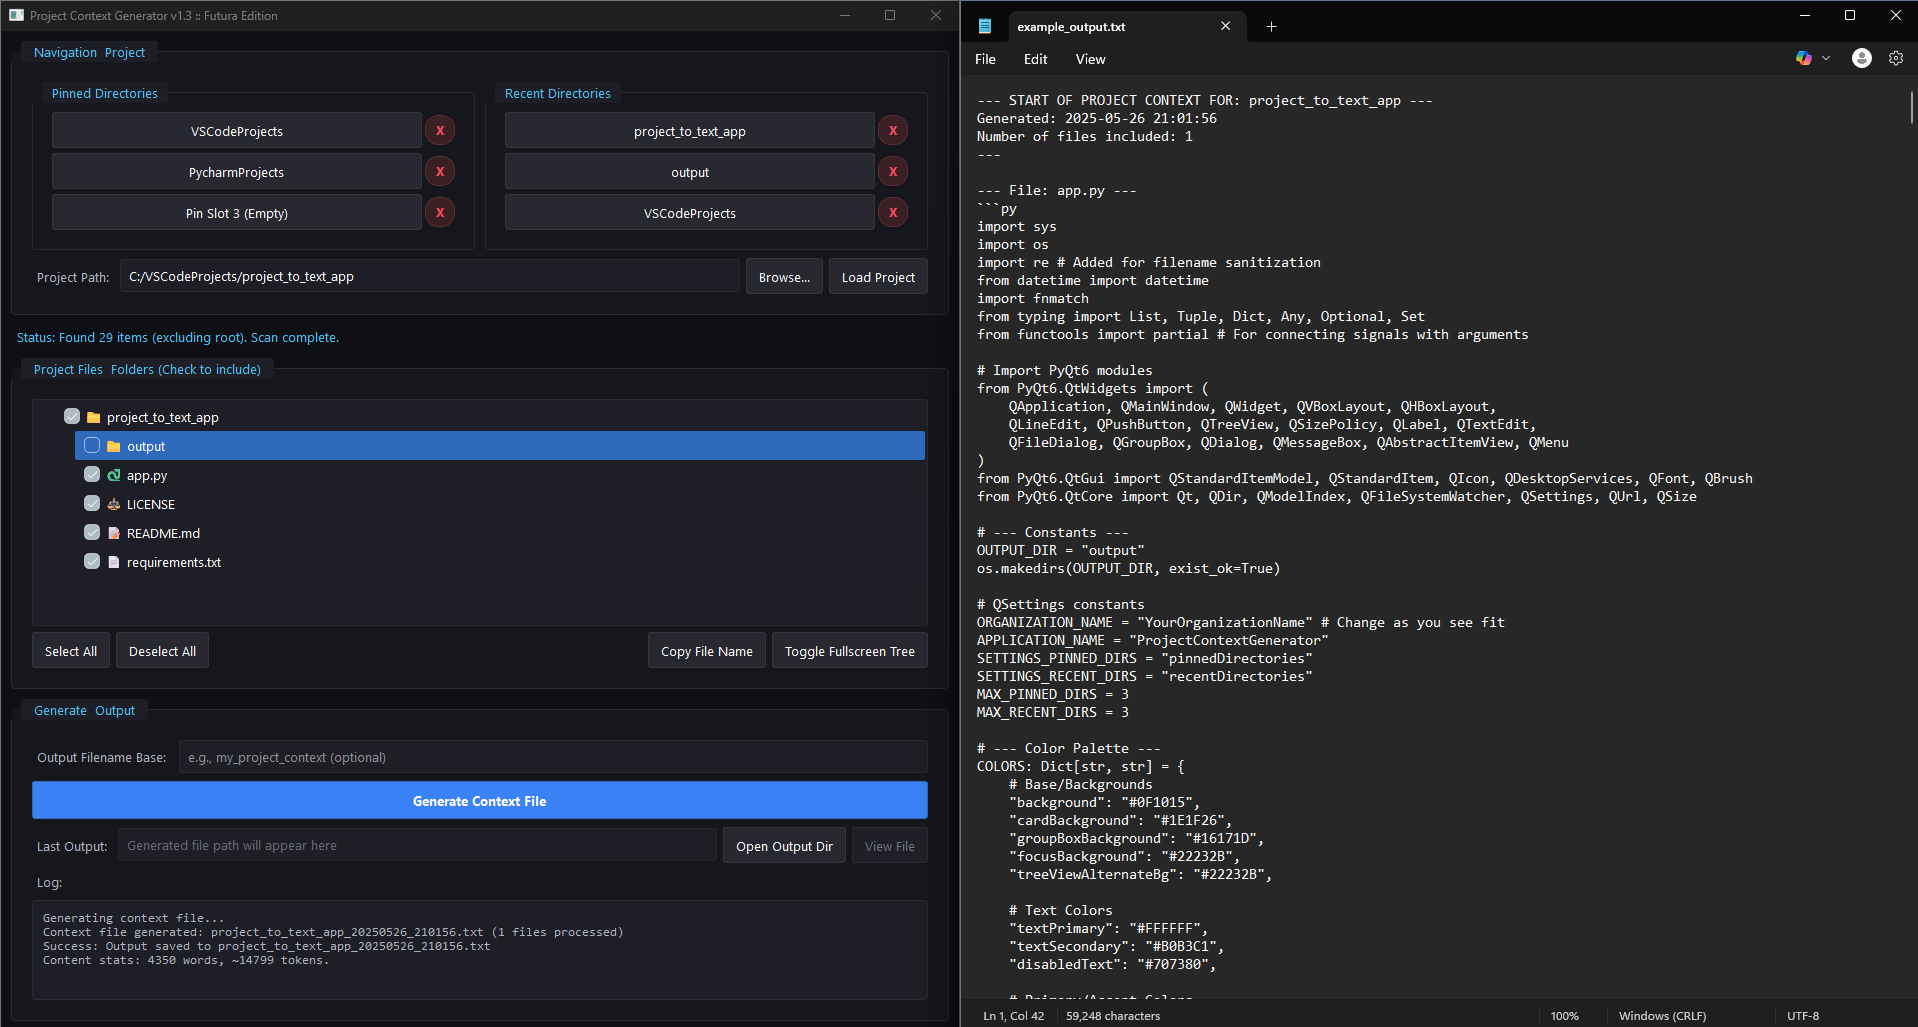 Project Context Generator v1.3 :: Futura Edition
Navigation Project
Pinned Directories
VSCodeProjects
X
PycharmProjects
X
Pin Slot 3 (Empty)
X
Recent Directories
project_to_text_app
X
output
X
VSCodeProjects
X
Project Path:
C:/VSCodeProjects/project_to_text_app
Browse...
Load Project
Status: Found 29 items (excluding root). Scan complete.
Project Files Folders (Check to include)
project_to_text_app
output
app.py
LICENSE
README.md
requirements.txt
Select All
Deselect All
Copy File Name
Toggle Fullscreen Tree
Generate Output
Output Filename Base:
e.g., my_project_context (optional)
Generate Context File
Last Output:
Generated file path will appear here
Open Output Dir
View File
Log:
Generating context file...
Context file generated: project_to_text_app_20250526_210156.txt (1 files processed)
Success: Output saved to project_to_text_app_20250526_210156.txt
Content stats: 4350 words, ~14799 tokens.
example_output.txt
File
Edit
View
--- START OF PROJECT CONTEXT FOR: project_to_text_app ---
Generated: 2025-05-26 21:01:56
Number of files included: 1
---
--- File: app.py ---
```py
import sys
import os
import re # Added for filename sanitization
from datetime import datetime
import fnmatch
from typing import List, Tuple, Dict, Any, Optional, Set
from functools import partial # For connecting signals with arguments
# Import PyQt6 modules
from PyQt6.QtWidgets import (
QApplication, QMainWindow, QWidget, QVBoxLayout, QHBoxLayout,
QLineEdit, QPushButton, QTreeView, QSizePolicy, QLabel, QTextEdit,
QFileDialog, QGroupBox, QDialog, QMessageBox, QAbstractItemView, QMenu
)
from PyQt6.QtGui import QStandardItemModel, QStandardItem, QIcon, QDesktopServices, QFont, QBrush
from PyQt6.QtCore import Qt, QDir, QModelIndex, QFileSystemWatcher, QSettings, QUrl, QSize
# --- Constants ---
OUTPUT_DIR = "output"
os.makedirs(OUTPUT_DIR, exist_ok=True)
# QSettings constants
ORGANIZATION_NAME = "YourOrganizationName" # Change as you see fit
APPLICATION_NAME = "ProjectContextGenerator"
SETTINGS_PINNED_DIRS = "pinnedDirectories"
SETTINGS_RECENT_DIRS = "recentDirectories"
MAX_PINNED_DIRS = 3
MAX_RECENT_DIRS = 3
# --- Color Palette ---
COLORS: Dict[str, str] = {
# Base/Backgrounds
"background": "#0F1015",
"cardBackground": "#1E1F26",
"groupBoxBackground": "#16171D",
"focusBackground": "#22232B",
"treeViewAlternateBg": "#22232B",
# Text Colors
"textPrimary": "#FFFFFF",
"textSecondary": "#B0B3C1",
"disabledText": "#707380",
# Primary/Accent Colors
Ln 1, Col 42
59,248 characters
100%
Windows (CRLF)
UTF-8